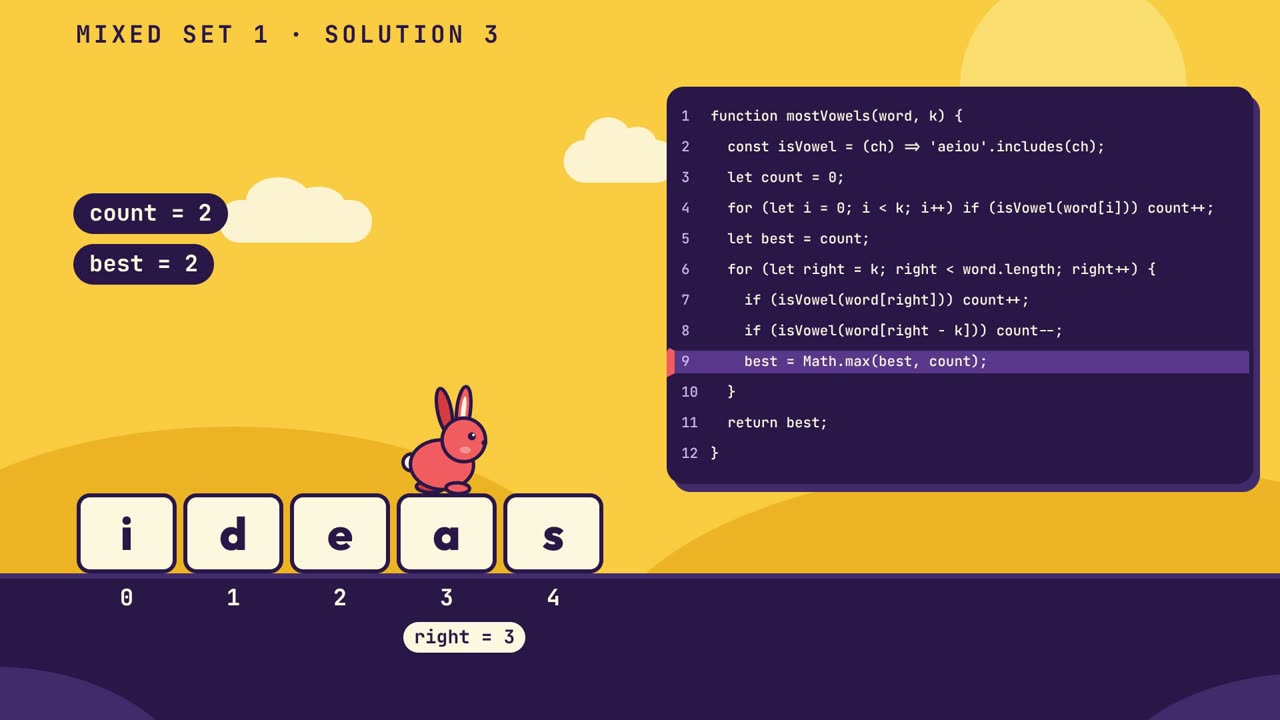 MIXED SET 1 · SOLUTION 3
count = 2
best = 2
1 function mostVowels(word, k) {
2 const isVowel = (ch) => 'aeiou'.includes(ch);
3 let count = 0;
4 for (let i = 0; i < k; i++) if (isVowel(word[i])) count++;
5 let best = count;
6 for (let right = k; right < word.length; right++) {
7 if (isVowel(word[right])) count++;
8 if (isVowel(word[right - k])) count--;
9 best = Math.max(best, count);
10 }
11 return best;
12 }
i d e a s
0 1 2 3 4
right = 3